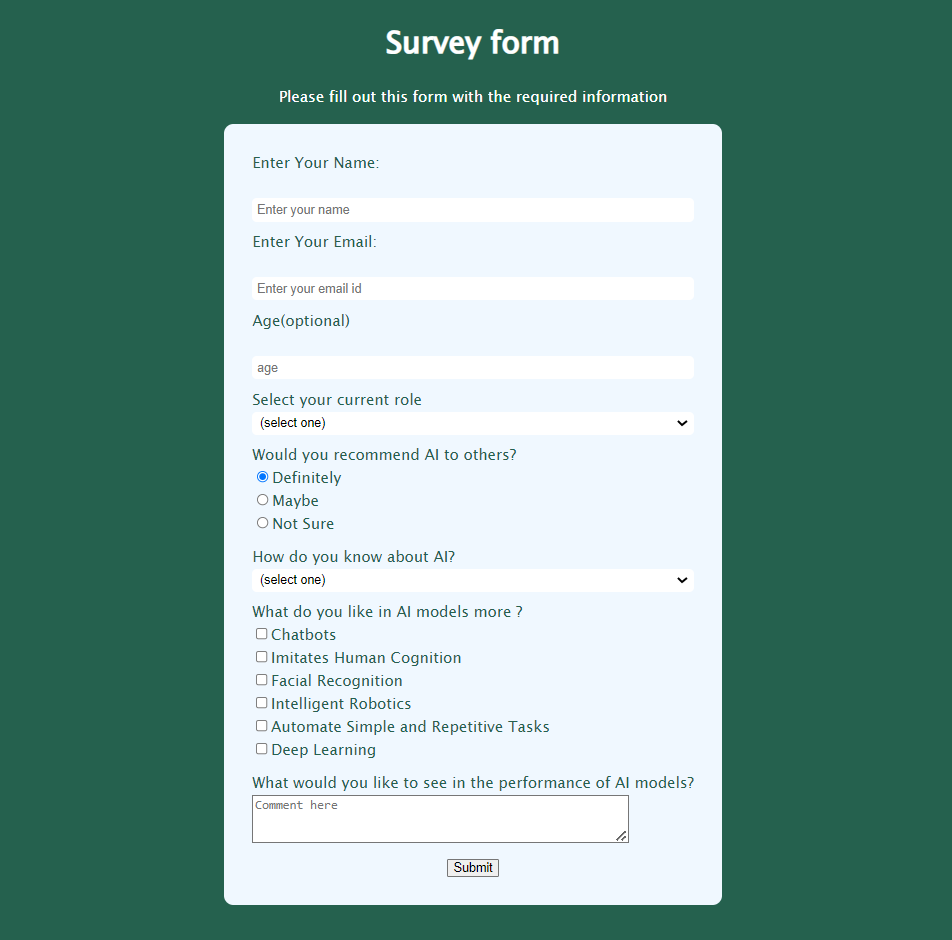 Survey form
Please fill out this form with the required information
Enter Your Name:
Enter your name
Enter Your Email:
Enter your email id
Age(optional)
age
Select your current role
(select one)
Would you recommend AI to others?
Definitely
Maybe
Not Sure
How do you know about AI?
(select one)
What do you like in AI models more ?
Chatbots
Imitates Human Cognition
Facial Recognition
Intelligent Robotics
Automate Simple and Repetitive Tasks
Deep Learning
What would you like to see in the performance of AI models?
Comment here
Submit